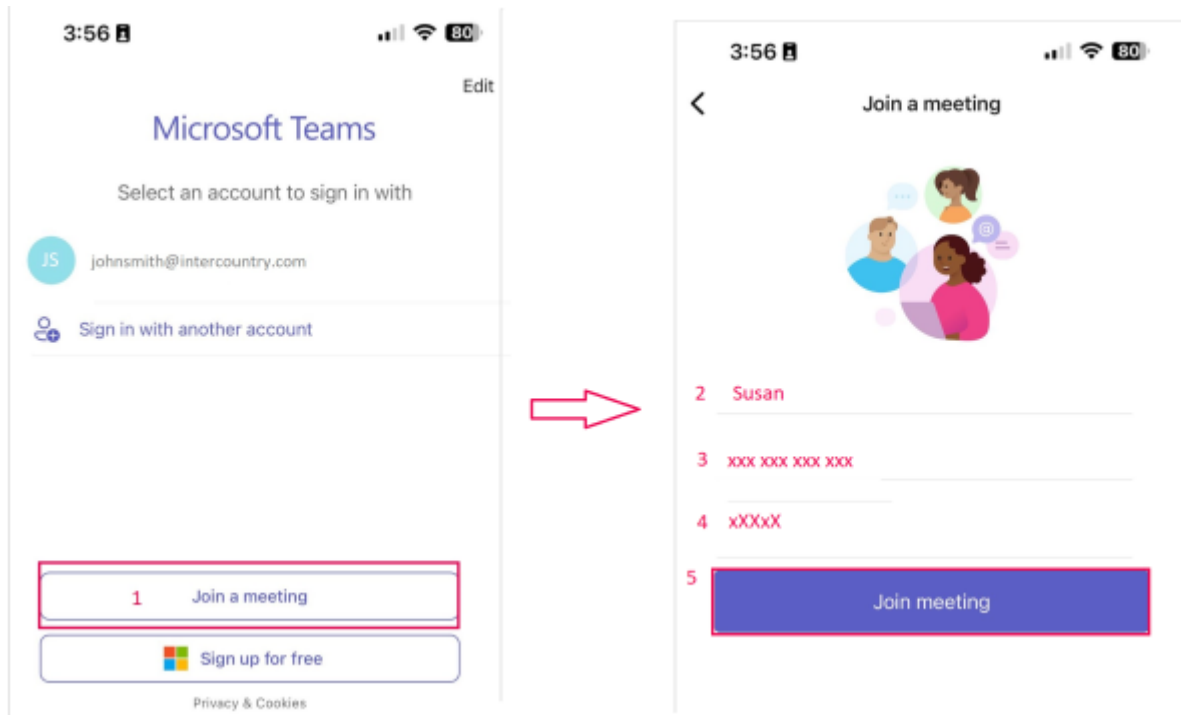 3:56
80
Edit
Microsoft Teams
Select an account to sign in with
JS
johnsmith@intercountry.com
Sign in with another account
1 Join a meeting
Sign up for free
Privacy & Cookies
3:56
80
Join a meeting
@
2 Susan
3 xxx xxx xxx xxx
4 xXXxX
5
Join meeting